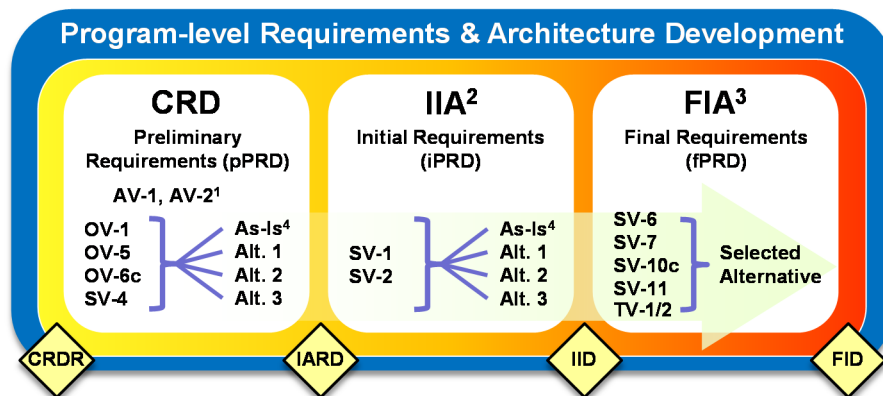 Program-level Requirements & Architecture Development
CRD
Preliminary
Requirements (pPRD)
AV-1, AV-2¹
OV-1
OV-5
OV-6c
SV-4
As-Is⁴
Alt. 1
Alt. 2
Alt. 3
IIA²
Initial Requirements
(iPRD)
SV-1
SV-2
As-Is⁴
Alt. 1
Alt. 2
Alt. 3
FIA³
Final Requirements
(fPRD)
SV-6
SV-7
SV-10c
SV-11
TV-1/2
Selected
Alternative
CRDR
IARD
IID
FID